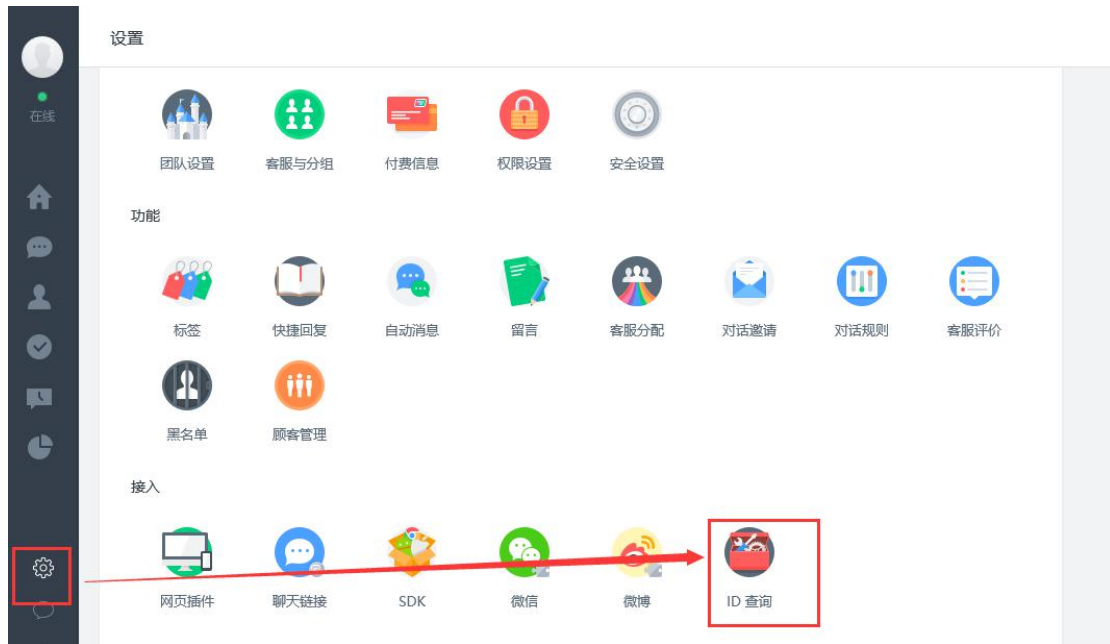 设置
在线
团队设置 客服与分组 付费信息 权限设置 安全设置
功能
标签 快捷回复 自动消息 留言 客服分配 对话邀请 对话规则 客服评价
黑名单 顾客管理
接入
网页插件 聊天链接 SDK 微信 微博 ID 查询